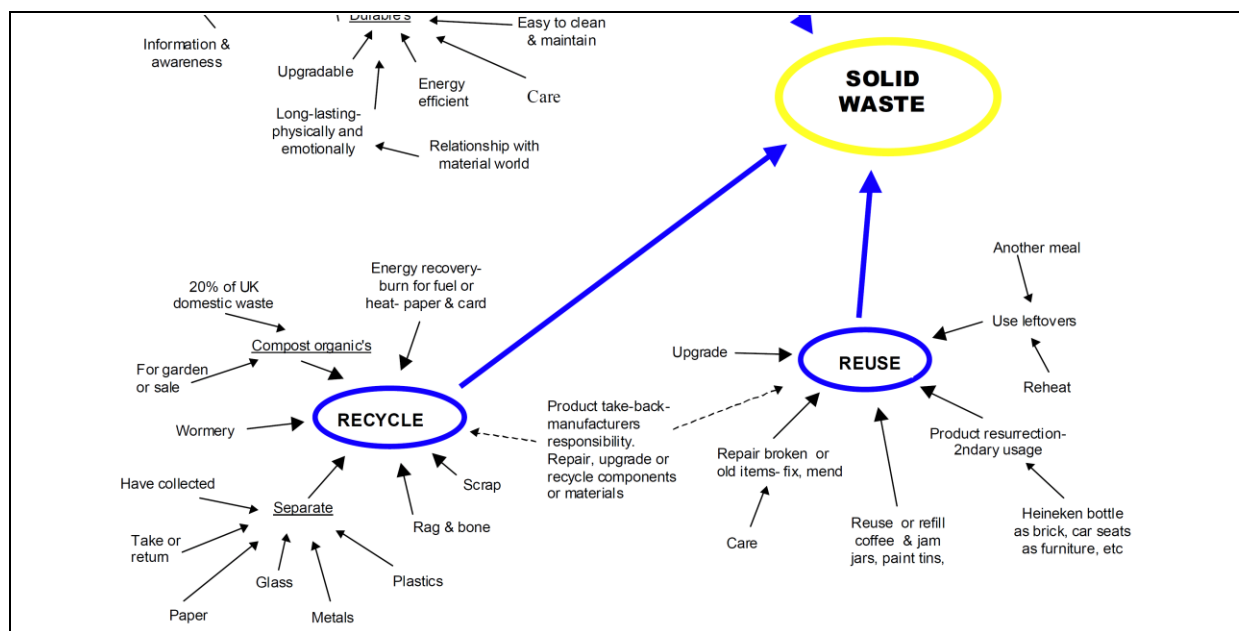 Durable's
Easy to clean
& maintain
Information &
awareness
Upgradable
Energy
efficient
Care
Long-lasting-
physically and
emotionally
Relationship with
material world
SOLID
WASTE
Another meal
20% of UK
domestic waste
Energy recovery-
burn for fuel or
heat- paper & card
Use leftovers
Compost organic's
Upgrade
REUSE
For garden
or sale
Reheat
RECYCLE
Product take-back-
manufacturers
responsibility.
Repair, upgrade or
recycle components
or materials
Wormery
Product resurrection-
2ndary usage
Repair broken or
old items- fix, mend
Have collected
Scrap
Separate
Rag & bone
Care
Heineken bottle
as brick, car seats
as furniture, etc
Reuse or refill
coffee & jam
jars, paint tins,
Take or
return
Glass
Plastics
Paper
Metals